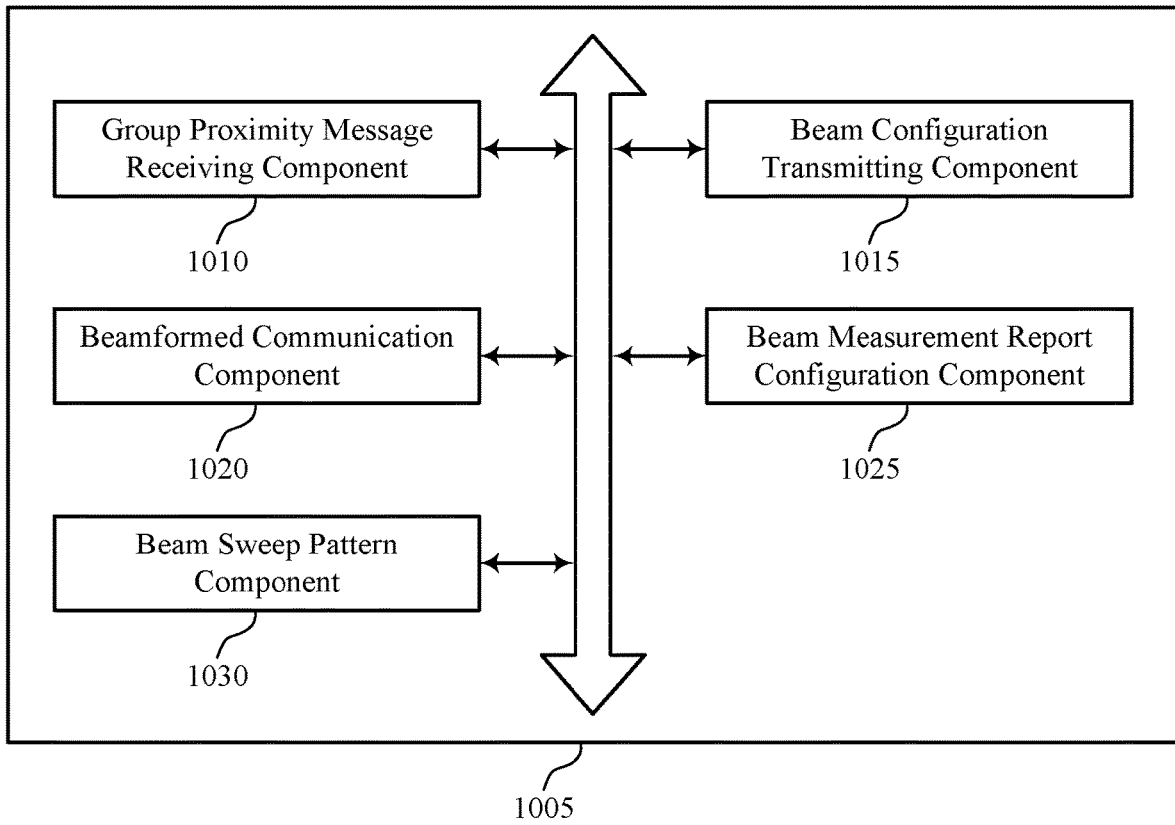 Group Proximity Message
Receiving Component
1010
Beam Configuration
Transmitting Component
1015
Beamformed Communication
Component
1020
Beam Measurement Report
Configuration Component
1025
Beam Sweep Pattern
Component
1030
1005